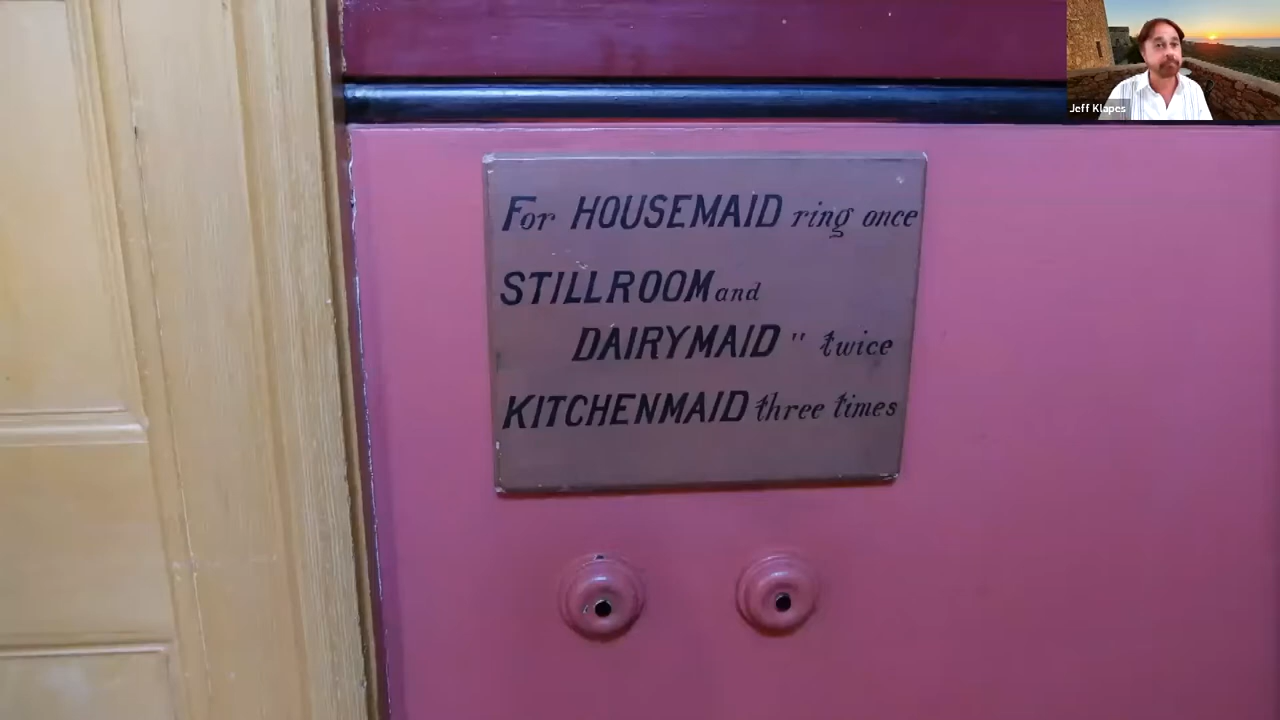 Jeff Klapes
For HOUSEMAID ring once
STILLROOM and
DAIRYMAID " twice
KITCHENMAID three times